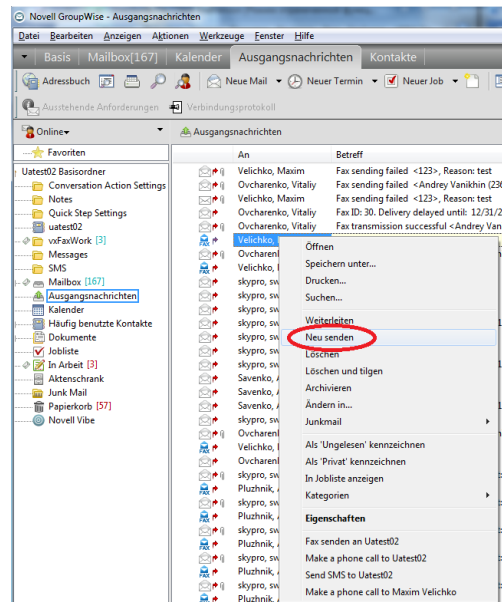 Novell GroupWise - Ausgangsnachrichten
Datei Bearbeiten Anzeigen Aktionen Werkzeuge Fenster Hilfe
Basis Mailbox[167] Kalender Ausgangsnachrichten Kontakte
Adressbuch Neue Mail Neuer Termin Neuer Job
Ausstehende Anforderungen Verbindungsprotokoll
Online Ausgangsnachrichten
Favoriten
An Betreff
Uatest02 Basisordner
Conversation Action Settings
Notes
Quick Step Settings
uatest02
vxFaxWork [3]
Messages
SMS
Mailbox [167]
Ausgangsnachrichten
Kalender
Häufig benutzte Kontakte
Dokumente
Jobliste
In Arbeit [3]
Aktenschrank
Junk Mail
Papierkorb [57]
Novell Vibe
Velichko, Maxim Fax sending failed <123>, Reason: test
Ovcharenko, Vitaliy Fax sending failed <Andrey Vanikhin (236
Velichko, Maxim Fax sending failed <123>, Reason: test
Ovcharenko, Vitaliy Fax ID: 30. Delivery delayed until: 12/31/2
Ovcharenko, Vitaliy Fax transmission successful <Andrey Van
Velichko,
Ovcharen
Velichko,
skypro, sw
skypro, sw
skypro, sw
skypro, sw
skypro, sw
skypro, sw
skypro, sw
Savenko,
Savenko,
Savenko,
skypro, sw
Ovcharen
Velichko,
Ovcharen
skypro, sw
Pluzhnik,
skypro, sw
Pluzhnik,
skypro, sw
Pluzhnik,
skypro, sw
Pluzhnik,
skypro, sw
Pluzhnik,
Öffnen
Speichern unter...
Drucken...
Suchen...
Weiterleiten
Neu senden
Löschen
Löschen und tilgen
Archivieren
Ändern in...
Junkmail
Als 'Ungelesen' kennzeichnen
Als 'Privat' kennzeichnen
In Jobliste anzeigen
Kategorien
Eigenschaften
Fax senden an Uatest02
Make a phone call to Uatest02
Send SMS to Uatest02
Make a phone call to Maxim Velichko